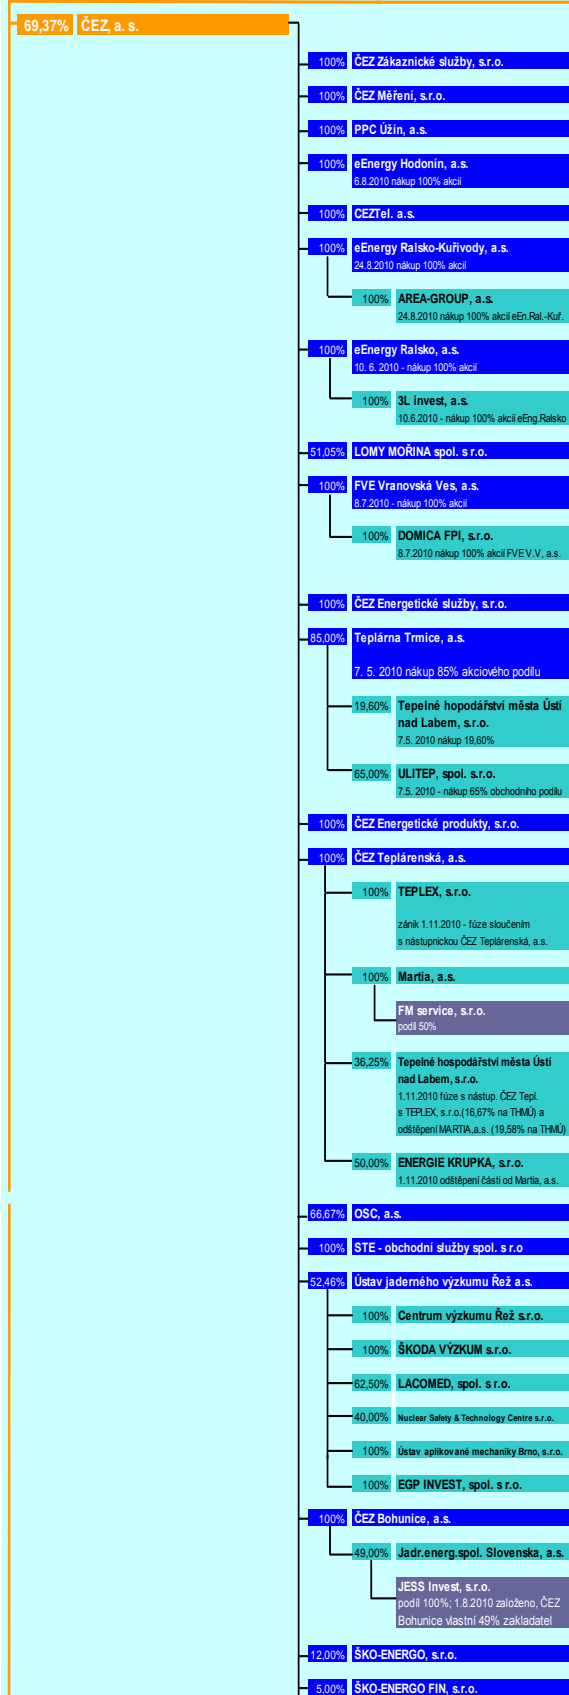 69,37% ČEZ, a. s.
100% ČEZ Zákaznické služby, s.r.o.
100% ČEZ Měření, s.r.o.
100% PPC Úžín, a.s.
100% eEnergy Hodonín, a.s.
6.8.2010 nákup 100% akcií
100% CEZTel. a.s.
100% eEnergy Ralsko-Kuřivody, a.s.
24.8.2010 nákup 100% akcií
100% AREA-GROUP, a.s.
24.8.2010 nákup 100% akcií eEn.Ral.-Kuř.
100% eEnergy Ralsko, a.s.
10. 6. 2010 - nákup 100% akcií
100% 3L invest, a.s.
10.6.2010 - nákup 100% akcií eEng.Ralsko
51,05% LOMY MOŘINA spol. s r.o.
100% FVE Vranovská Ves, a.s.
8.7.2010 - nákup 100% akcií
100% DOMICA FPI, s.r.o.
8.7.2010 nákup 100% akcií FVE V.V, a.s.
100% ČEZ Energetické služby, s.r.o.
85,00% Teplárna Trmice, a.s.
7. 5. 2010 nákup 85% akciového podílu
19,60% Tepelné hopodářství města Ústí
nad Labem, s.r.o.
7.5. 2010 nákup 19,60%
65,00% ULITEP, spol. s.r.o.
7.5. 2010 - nákup 65% obchodního podílu
100% ČEZ Energetické produkty, s.r.o.
100% ČEZ Teplárenská, a.s.
100% TEPLEX, s.r.o.
zánik 1.11.2010 - fúze sloučením
s nástupnickou ČEZ Teplárenská, a.s.
100% Martia, a.s.
FM service, s.r.o.
podíl 50%
36,25% Tepelné hospodářství města Ústí
nad Labem, s.r.o.
1.11.2010 fúze s nástup. ČEZ Tepl.
s TEPLEX, s.r.o.(16,67% na THMÚ) a
odštěpení MARTIA,a.s. (19,58% na THMÚ)
50,00% ENERGIE KRUPKA, s.r.o.
1.11.2010 odštěpení části od Martia, a.s.
66,67% OSC, a.s.
100% STE - obchodní služby spol. s r.o
52,46% Ústav jaderného výzkumu Řež a.s.
100% Centrum výzkumu Řež s.r.o.
100% ŠKODA VÝZKUM s.r.o.
62,50% LACOMED, spol. s r.o.
40,00% Nuclear Safety & Technology Centre s.r.o.
100% Ústav aplikované mechaniky Brno, s.r.o.
100% EGP INVEST, spol. s r.o.
100% ČEZ Bohunice, a.s.
49,00% Jadr.energ.spol. Slovenska, a.s.
JESS Invest, s.r.o.
podíl 100%; 1.8.2010 založeno, ČEZ
Bohunice vlastní 49% zakladatel
12,00% ŠKO-ENERGO, s.r.o.
5,00% ŠKO-ENERGO FIN, s.r.o.